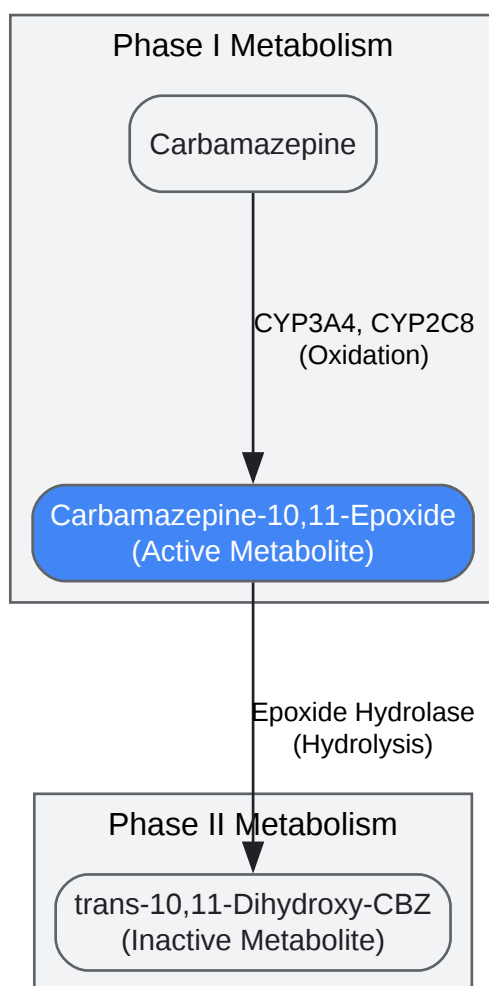 Phase I Metabolism
Carbamazepine
CYP3A4, CYP2C8
(Oxidation)
Carbamazepine-10,11-Epoxide
(Active Metabolite)
Epoxide Hydrolase
(Hydrolysis)
Phase II Metabolism
trans-10,11-Dihydroxy-CBZ
(Inactive Metabolite)